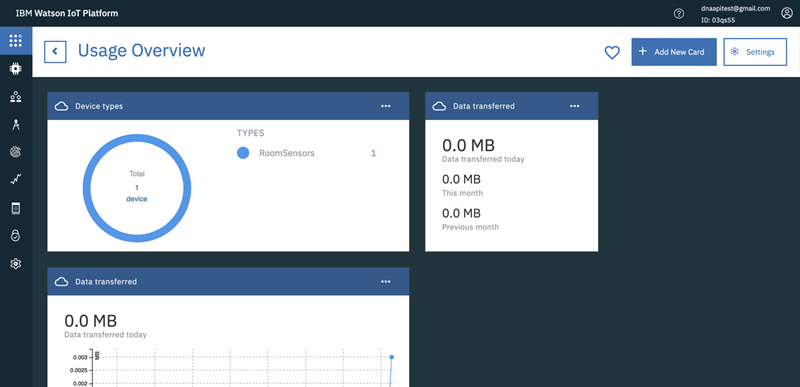 IBM Watson IoT Platform
dnaapitest@gmail.com
ID: 03qs55
Usage Overview
Add New Card
Settings
Device types
Total
1
device
TYPES
RoomSensors 1
Data transferred
0.0 MB
Data transferred today
0.0 MB
This month
0.0 MB
Previous month
Data transferred
0.0 MB
Data transferred today
MB
0.003
0.0025
0.002